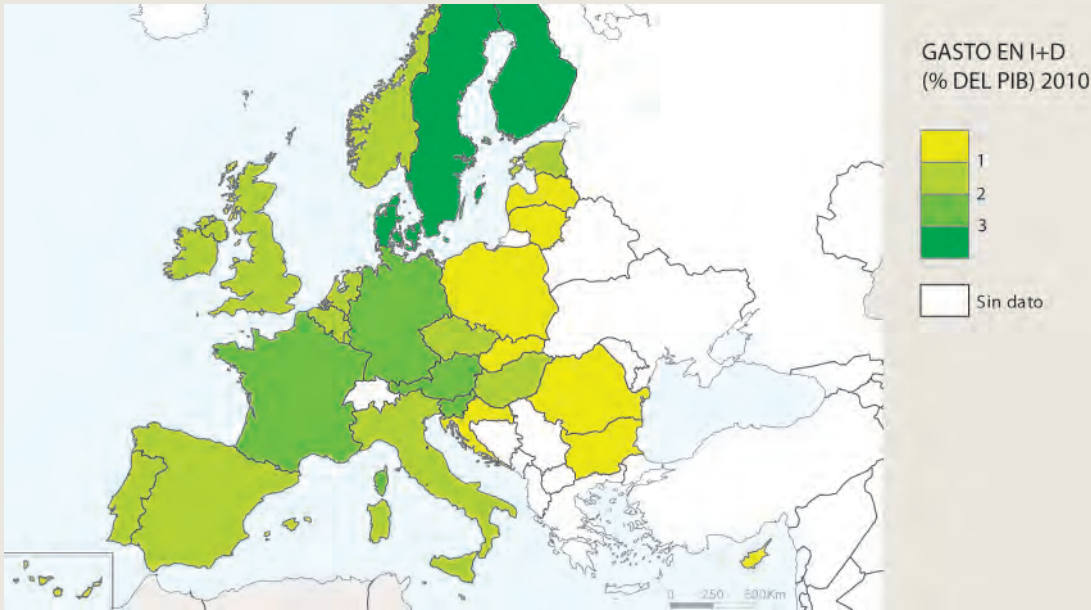 GASTO EN I+D
(% DEL PIB) 2010
1
2
3
Sin dato
0 250 500Km